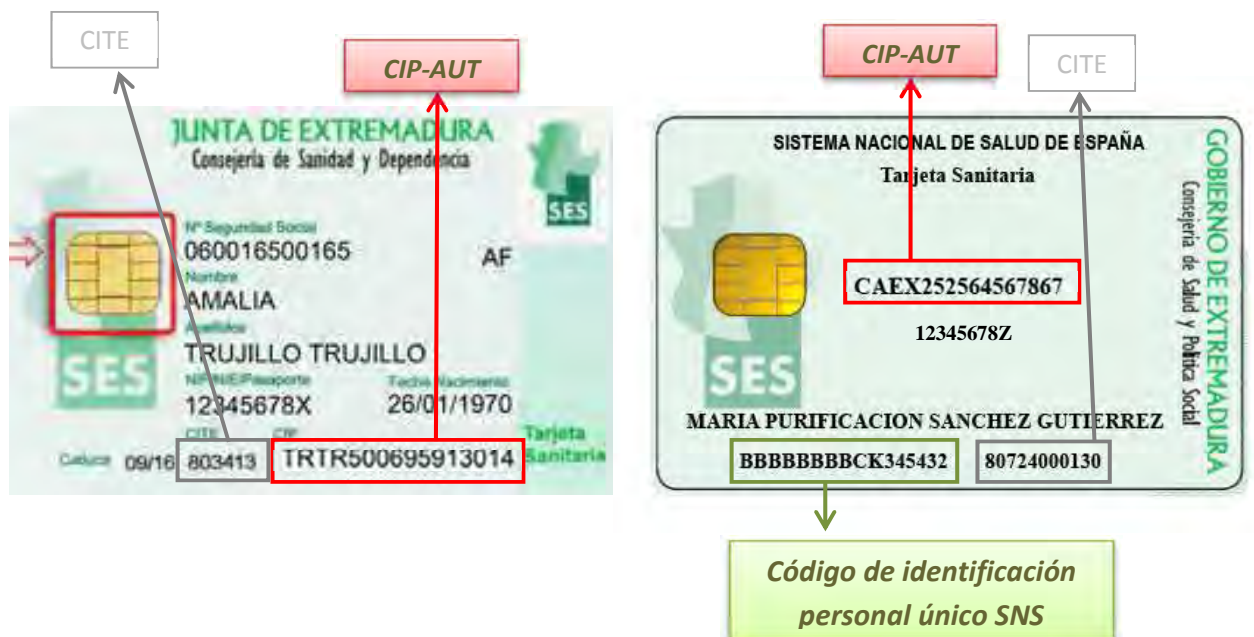 CITE
CIP-AUT
JUNTA DE EXTREMADURA
Consejería de Sanidad y Dependencia
SES
Nº Seguridad Social
060016500165 AF
Nombre
AMALIA
Apellidos
TRUJILLO TRUJILLO
SES
NIF/NIE/Pasaporte Fecha Nacimiento
12345678X 26/01/1970
CITE CIP
Caduca 09/16 803413 TRTR500695913014
Tarjeta
Sanitaria
CIP-AUT
CITE
SISTEMA NACIONAL DE SALUD DE ESPAÑA
Tarjeta Sanitaria
GOBIERNO DE EXTREMADURA
Consejería de Salud y Política Social
CAEX252564567867
12345678Z
SES
MARIA PURIFICACION SANCHEZ GUTIERREZ
BBBBBBBBCK345432 80724000130
Código de identificación
personal único SNS